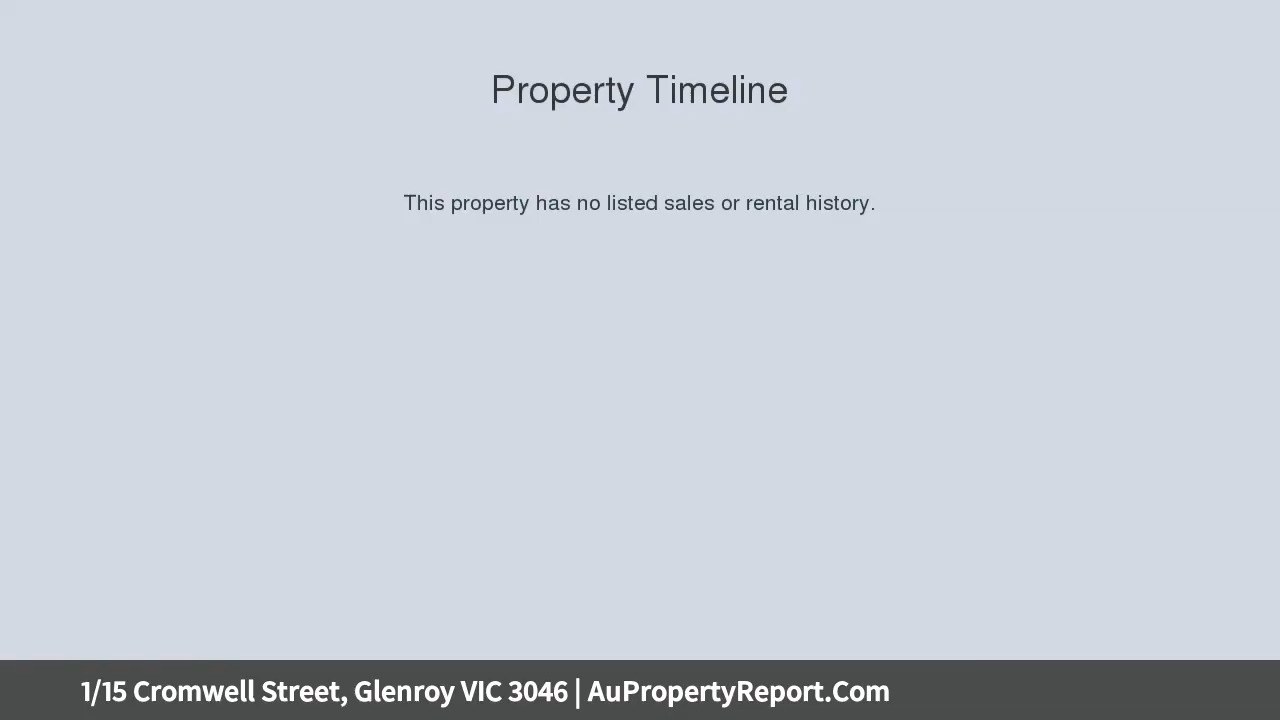 Property Timeline
This property has no listed sales or rental history.
1/15 Cromwell Street, Glenroy VIC 3046 | AuPropertyReport.Com